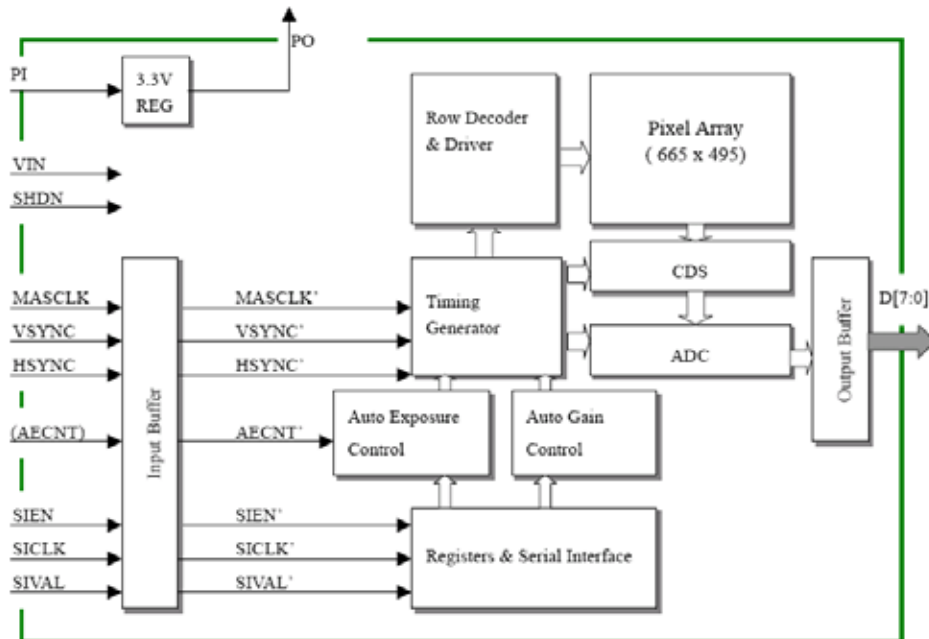 PO
PI
3.3V
REG
VIN
SHDN
Row Decoder
& Driver
Pixel Array
( 665 x 495)
MASCLK
VSYNC
HSYNC
(AECNT)
SIEN
SICLK
SIVAL
Input Buffer
MASCLK'
VSYNC'
HSYNC'
AECNT'
SIEN'
SICLK'
SIVAL'
Timing
Generator
CDS
ADC
Auto Exposure
Control
Auto Gain
Control
Registers & Serial Interface
Output Buffer
D[7:0]